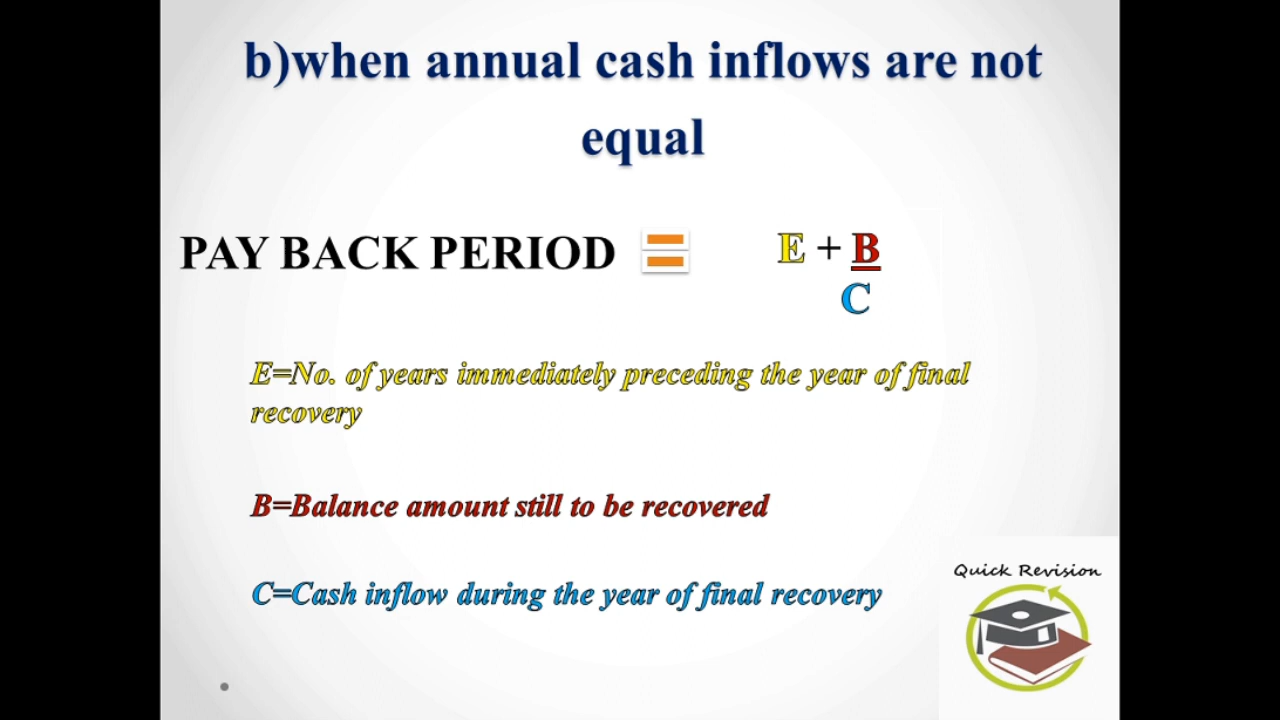 b)when annual cash inflows are not
equal
PAY BACK PERIOD = E + B
C
E=No. of years immediately preceding the year of final
recovery
B=Balance amount still to be recovered
C=Cash inflow during the year of final recovery
Quick Revision